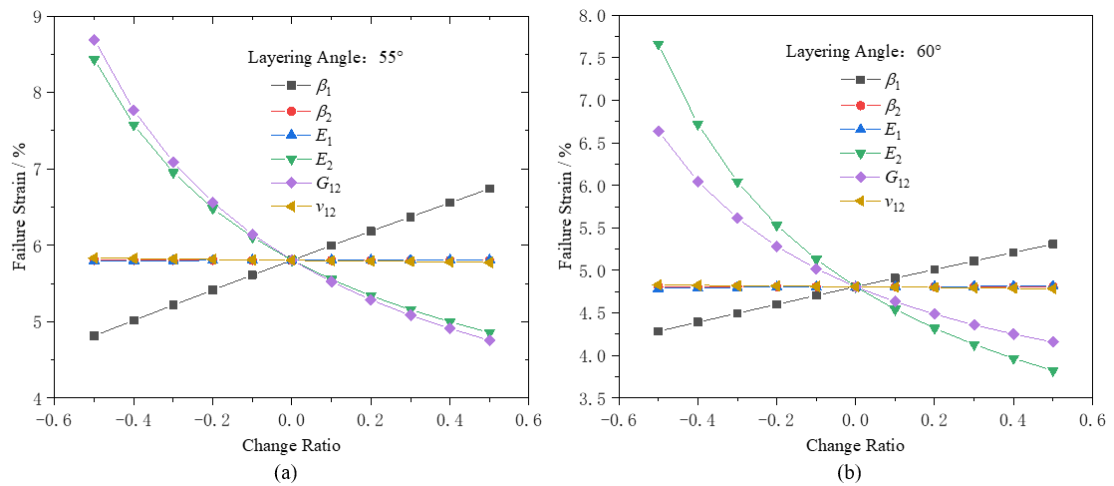 9
8
7
6
5
4
Failure Strain / %
Layering Angle：55°
β1
β2
E1
E2
G12
v12
-0.6
-0.4
-0.2
0.0
0.2
0.4
0.6
Change Ratio
(a)
8.0
7.5
7.0
6.5
6.0
5.5
5.0
4.5
4.0
3.5
Failure Strain / %
Layering Angle：60°
β1
β2
E1
E2
G12
v12
-0.6
-0.4
-0.2
0.0
0.2
0.4
0.6
Change Ratio
(b)